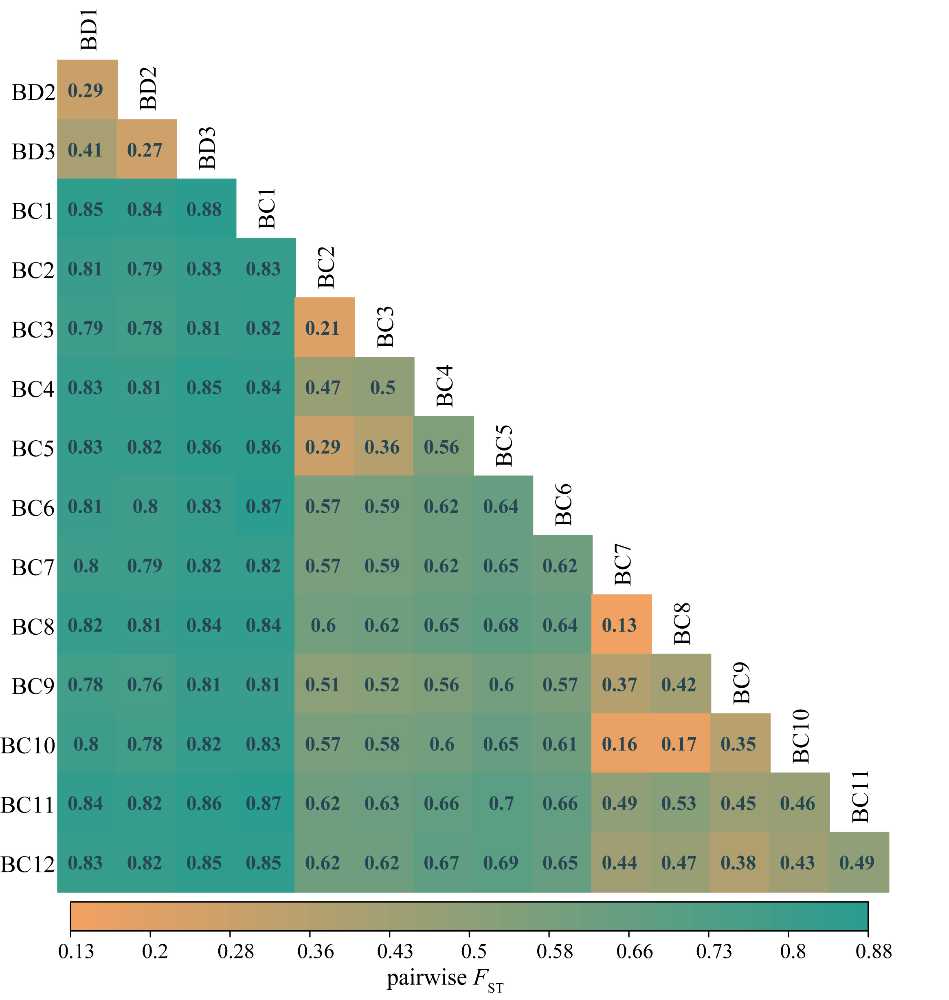 BD1
BD2 0.29 BD2
BD3 0.41 0.27 BD3
BC1 0.85 0.84 0.88 BC1
BC2 0.81 0.79 0.83 0.83 BC2
BC3 0.79 0.78 0.81 0.82 0.21 BC3
BC4 0.83 0.81 0.85 0.84 0.47 0.5 BC4
BC5 0.83 0.82 0.86 0.86 0.29 0.36 0.56 BC5
BC6 0.81 0.8 0.83 0.87 0.57 0.59 0.62 0.64 BC6
BC7 0.8 0.79 0.82 0.82 0.57 0.59 0.62 0.65 0.62 BC7
BC8 0.82 0.81 0.84 0.84 0.6 0.62 0.65 0.68 0.64 0.13 BC8
BC9 0.78 0.76 0.81 0.81 0.51 0.52 0.56 0.6 0.57 0.37 0.42 BC9
BC10 0.8 0.78 0.82 0.83 0.57 0.58 0.6 0.65 0.61 0.16 0.17 0.35 BC10
BC11 0.84 0.82 0.86 0.87 0.62 0.63 0.66 0.7 0.66 0.49 0.53 0.45 0.46 BC11
BC12 0.83 0.82 0.85 0.85 0.62 0.62 0.67 0.69 0.65 0.44 0.47 0.38 0.43 0.49
0.13 0.2 0.28 0.36 0.43 0.5 0.58 0.66 0.73 0.8 0.88
pairwise FST